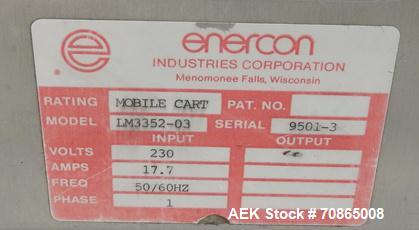 e enercon
INDUSTRIES CORPORATION
Menomonee Falls, Wisconsin
RATING MOBILE CART PAT. NO.
MODEL LM3352-03 SERIAL 9501-3
INPUT OUTPUT
VOLTS 230
AMPS 17.7
FREQ 50/60HZ
PHASE 1
AEK Stock #70865008